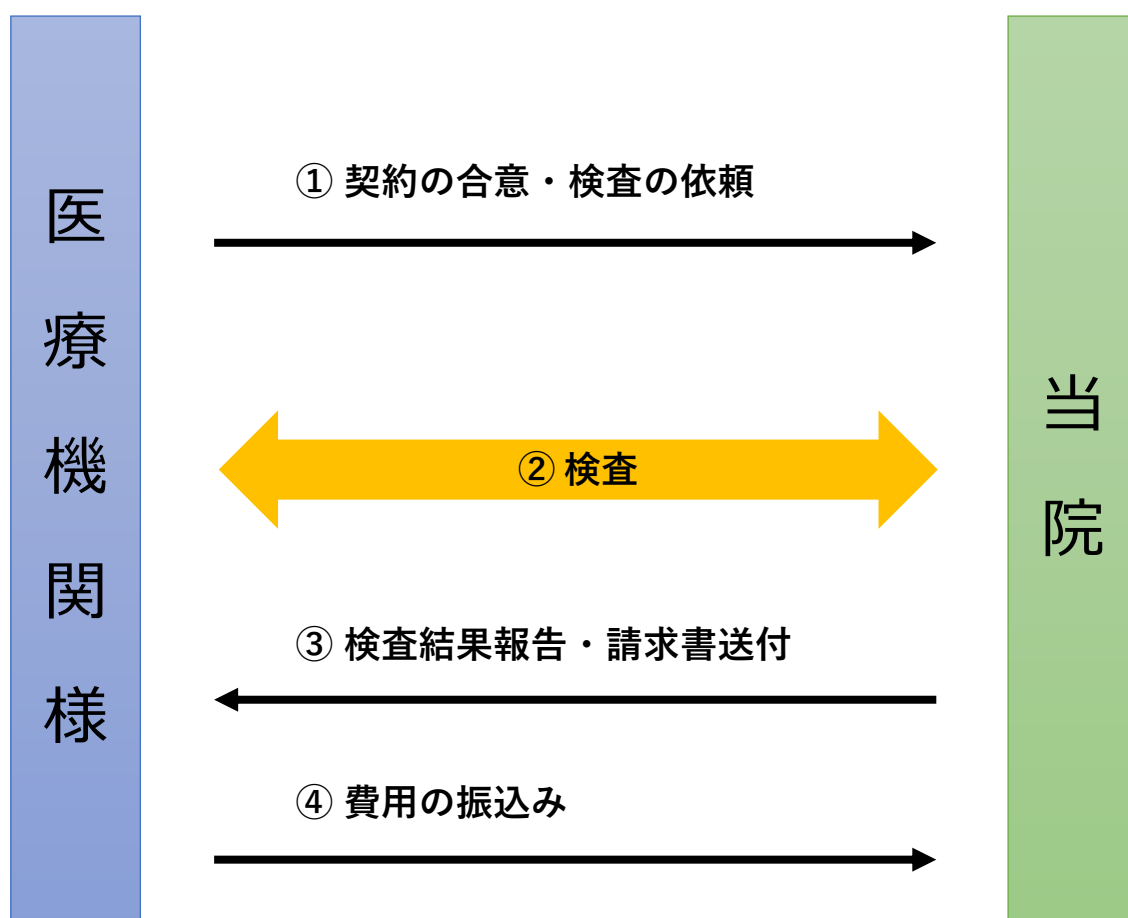 医療機関様
① 契約の合意・検査の依頼
② 検査
③ 検査結果報告・請求書送付
④ 費用の振込み
当院